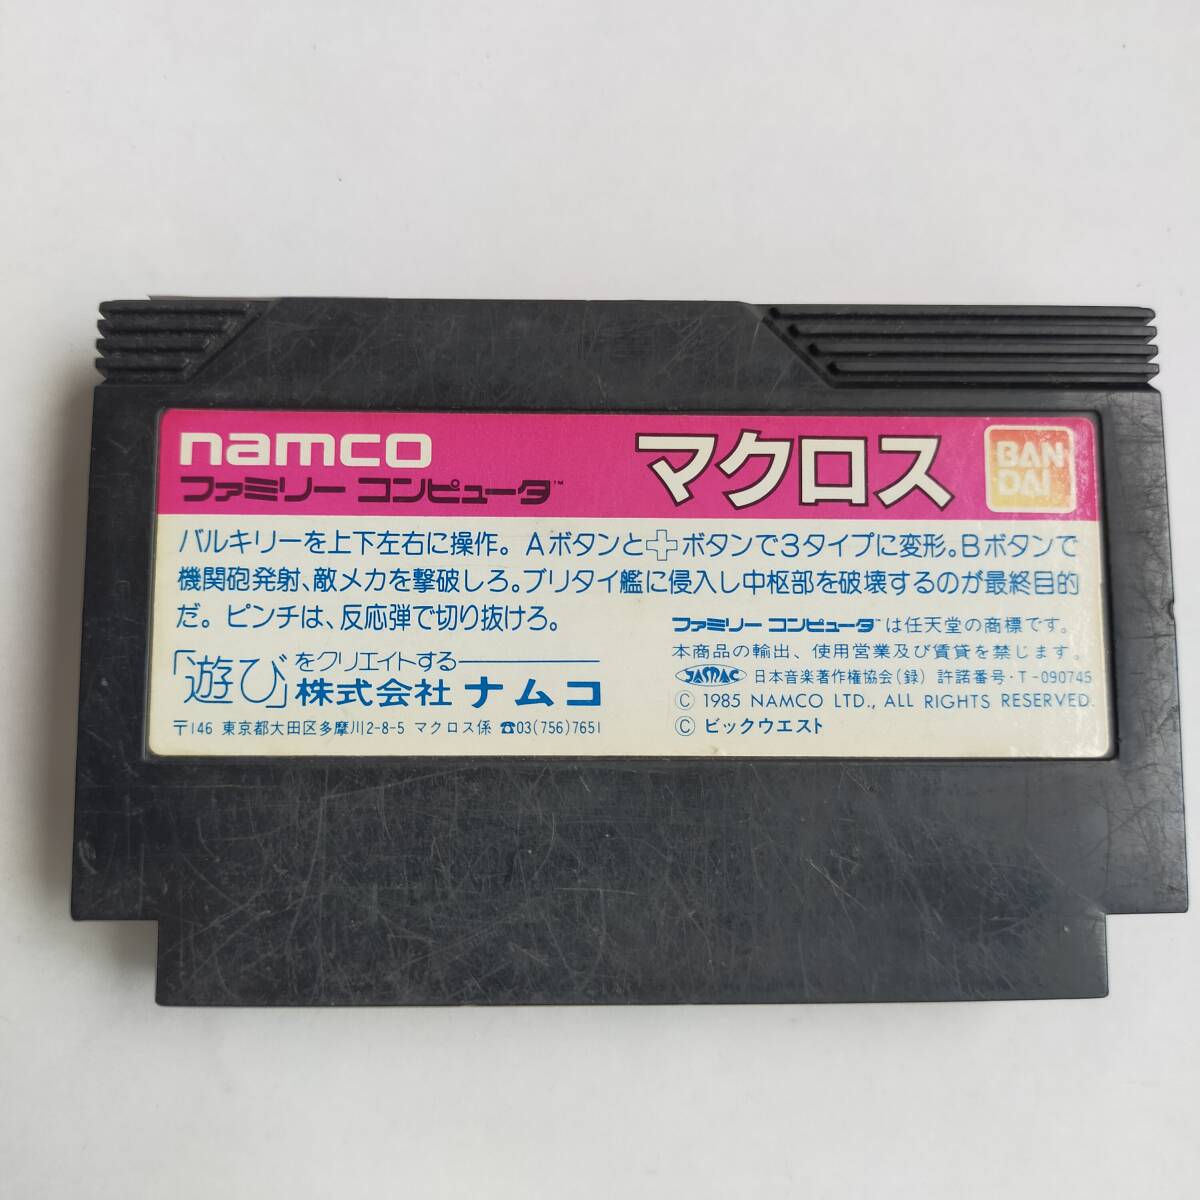 namco
ファミリー コンピュータ™
マクロス
BAN
DAI
バルキリーを上下左右に操作。Aボタンと十ボタンで3タイプに変形。Bボタンで
機関砲発射、敵メカを撃破しろ。ブリタイ艦に侵入し中枢部を破壊するのが最終目的
だ。ピンチは、反応弾で切り抜けろ。
「遊び」をクリエイトする
株式会社 ナムコ
〒146 東京都大田区多摩川2-8-5 マクロス係 ☎03(756)7651
ファミリー コンピュータ™は任天堂の商標です。
本商品の輸出、使用営業及び賃貸を禁じます。
JASRAC 日本音楽著作権協会(録) 許諾番号・T-090745
© 1985 NAMCO LTD., ALL RIGHTS RESERVED.
© ビックウエスト